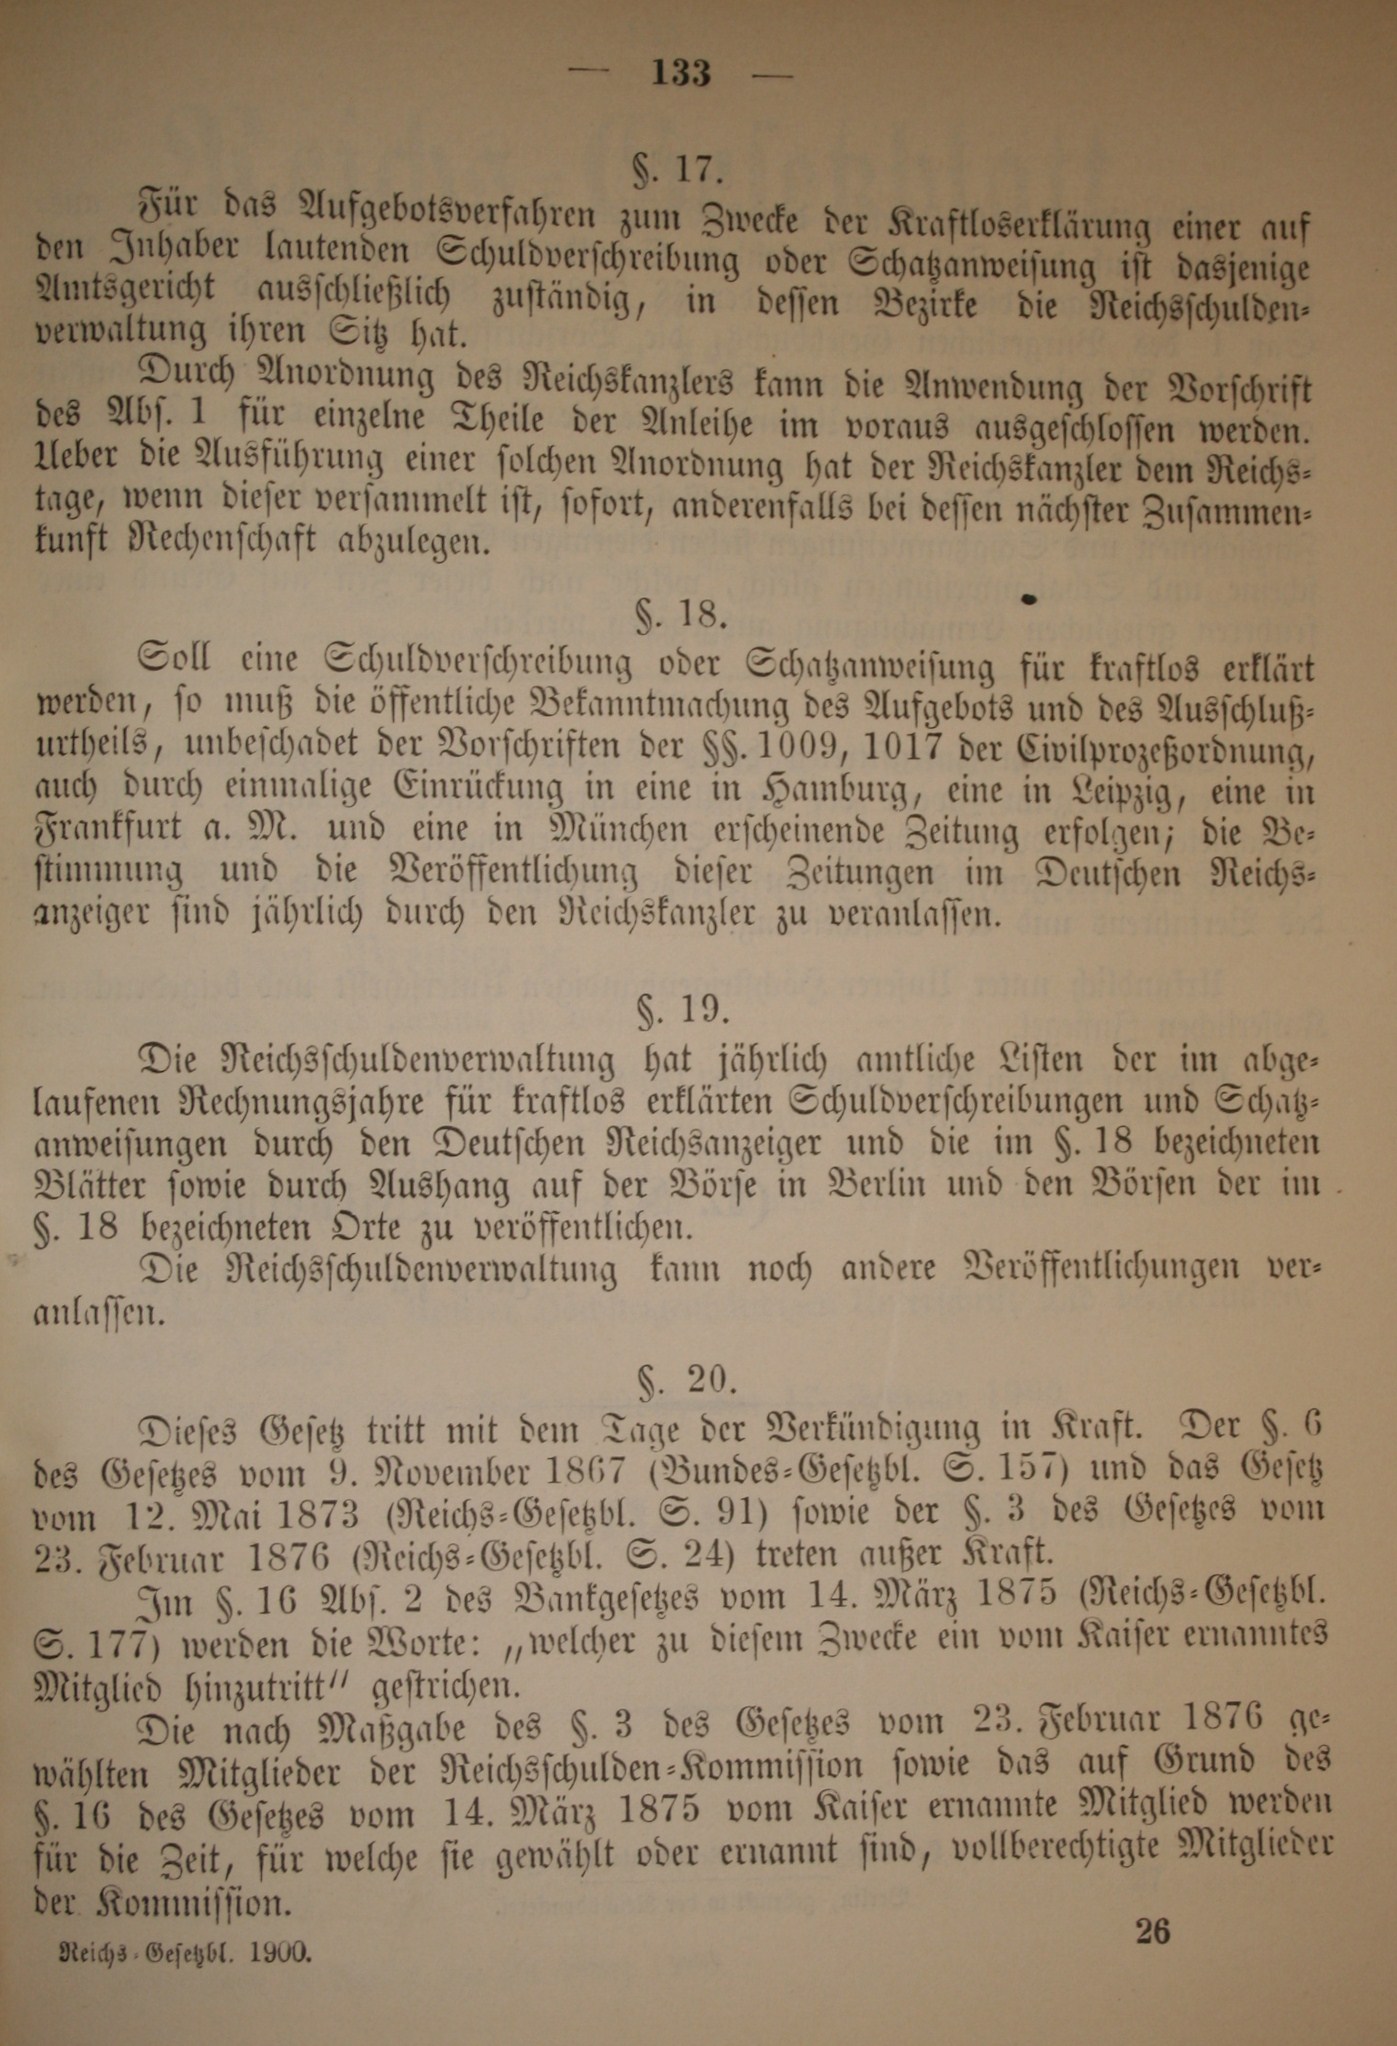 — 133 —
§. 17.
Für das Aufgebotsverfahren zum Zwecke der Kraftloserklärung einer auf
den Inhaber lautenden Schuldverschreibung oder Schatzanweisung ist dasjenige
Amtsgericht ausschließlich zuständig, in dessen Bezirke die Reichsschulden-
verwaltung ihren Sitz hat.
Durch Anordnung des Reichskanzlers kann die Anwendung der Vorschrift
des Abs. 1 für einzelne Theile der Anleihe im voraus ausgeschlossen werden.
Ueber die Ausführung einer solchen Anordnung hat der Reichskanzler dem Reichs-
tage, wenn dieser versammelt ist, sofort, anderenfalls bei dessen nächster Zusammen-
kunft Rechenschaft abzulegen.
§. 18.
Soll eine Schuldverschreibung oder Schatzanweisung für kraftlos erklärt
werden, so muß die öffentliche Bekanntmachung des Aufgebots und des Ausschluß-
urtheils, unbeschadet der Vorschriften der §§. 1009, 1017 der Civilprozeßordnung,
auch durch einmalige Einrückung in eine in Hamburg, eine in Leipzig, eine in
Frankfurt a. M. und eine in München erscheinende Zeitung erfolgen; die Be-
stimmung und die Veröffentlichung dieser Zeitungen im Deutschen Reichs-
anzeiger sind jährlich durch den Reichskanzler zu veranlassen.
§. 19.
Die Reichsschuldenverwaltung hat jährlich amtliche Listen der im abge-
laufenen Rechnungsjahre für kraftlos erklärten Schuldverschreibungen und Schatz-
anweisungen durch den Deutschen Reichsanzeiger und die im §. 18 bezeichneten
Blätter sowie durch Aushang auf der Börse in Berlin und den Börsen der im
§. 18 bezeichneten Orte zu veröffentlichen.
Die Reichsschuldenverwaltung kann noch andere Veröffentlichungen ver-
anlassen.
§. 20.
Dieses Gesetz tritt mit dem Tage der Verkündigung in Kraft. Der §. 6
des Gesetzes vom 9. November 1867 (Bundes-Gesetzbl. S. 157) und das Gesetz
vom 12. Mai 1873 (Reichs-Gesetzbl. S. 91) sowie der §. 3 des Gesetzes vom
23. Februar 1876 (Reichs-Gesetzbl. S. 24) treten außer Kraft.
Im §. 16 Abs. 2 des Bankgesetzes vom 14. März 1875 (Reichs-Gesetzbl.
S. 177) werden die Worte: „welcher zu diesem Zwecke ein vom Kaiser ernanntes
Mitglied hinzutritt" gestrichen.
Die nach Maßgabe des §. 3 des Gesetzes vom 23. Februar 1876 ge-
wählten Mitglieder der Reichsschulden-Kommission sowie das auf Grund des
§. 16 des Gesetzes vom 14. März 1875 vom Kaiser ernannte Mitglied werden
für die Zeit, für welche sie gewählt oder ernannt sind, vollberechtigte Mitglieder
der Kommission.
Reichs-Gesetzbl. 1900. 26